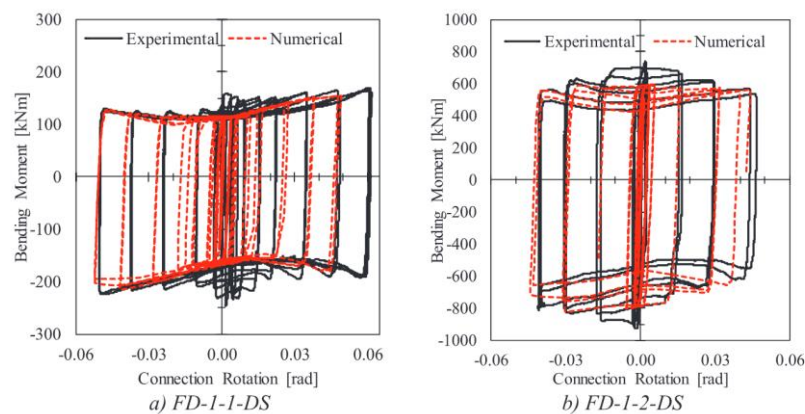 300
200
100
0
-100
-200
-300
Bending Moment [kNm]
Experimental
Numerical
-0.06
-0.03
0.00
0.03
0.06
Connection Rotation [rad]
a) FD-1-1-DS
1000
800
600
400
200
0
-200
-400
-600
-800
-1000
Bending Moment [kNm]
Experimental
Numerical
-0.06
-0.03
0.00
0.03
0.06
Connection Rotation [rad]
b) FD-1-2-DS